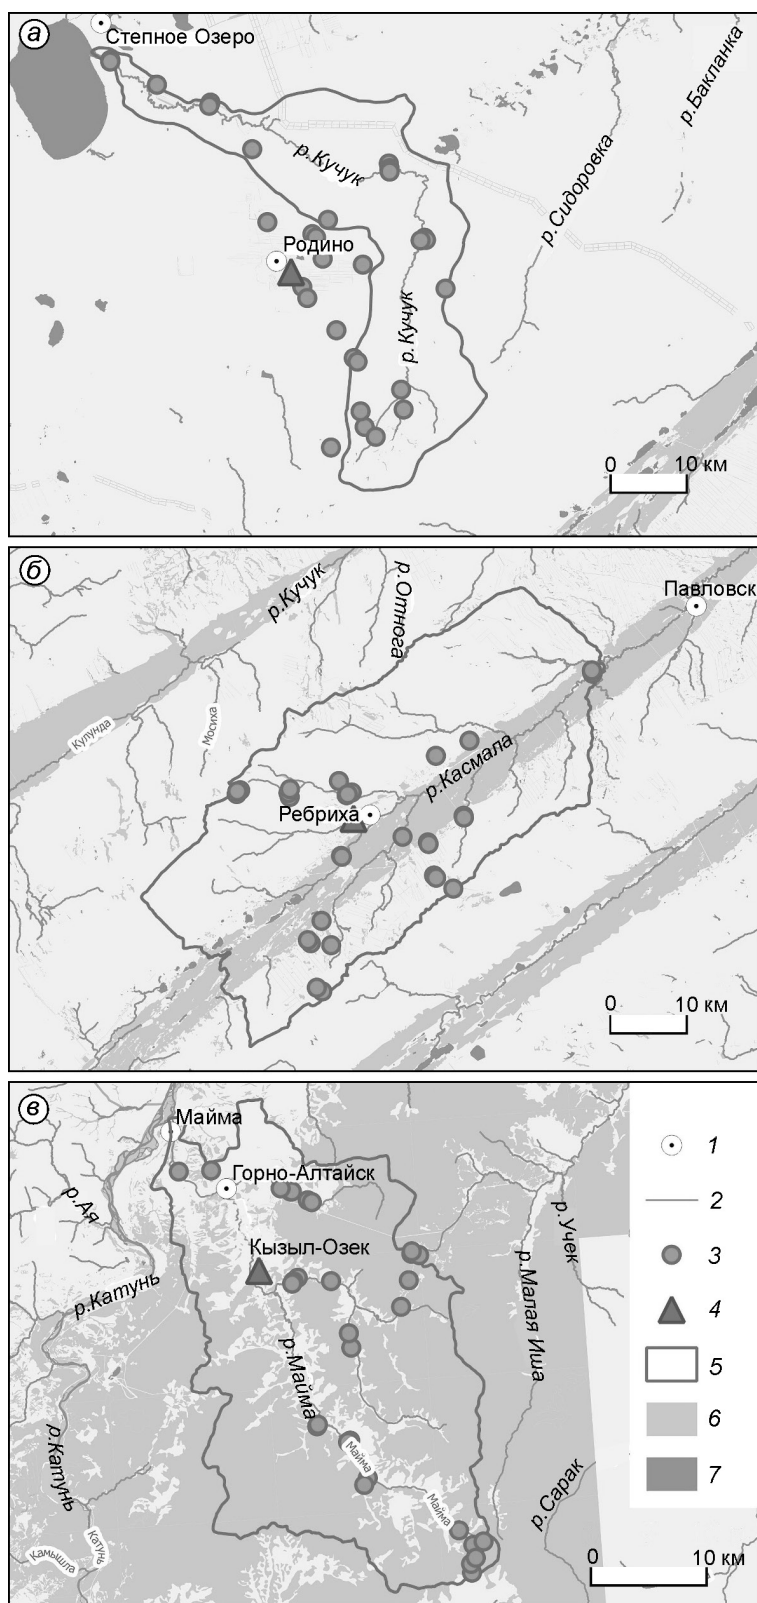 а
Степное Озеро
р.Бакланка
р.Кучук
р.Сидоровка
Родино
р.Кучук
0 10 км
б
р.Кучук
р.Отнога
Павловск
Мосиха
Кулунда
р.Касмала
Ребриха
0 10 км
в
Майма
1
р.Ая
Горно-Алтайск
2
р.Учек
Кызыл-Озек
3
р.Катунь
р.Малая Иша
4
р.Майма
5
р.Катунь
6
Майма
р.Сарак
7
Майма
Катунь
Камышла
0 10 км